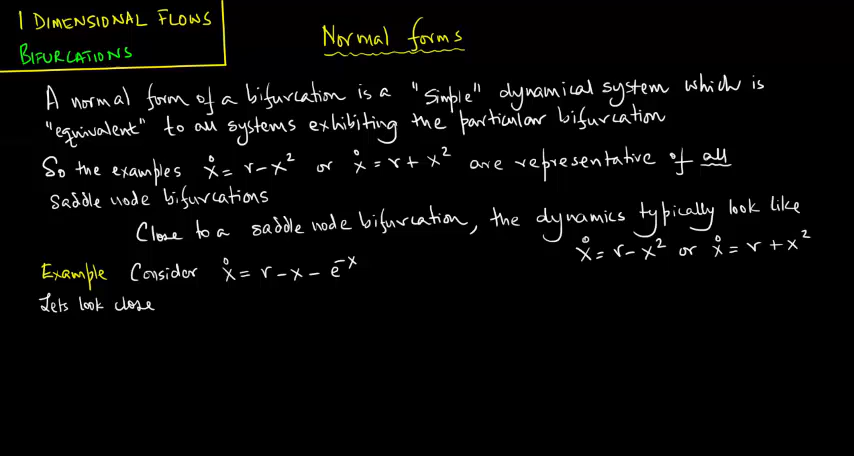 1 DIMENSIONAL FLOWS
BIFURCATIONS
Normal forms
A normal form of a bifurcation is a "simple" dynamical system which is
"equivalent" to all systems exhibiting the particular bifurcation
So the examples ẋ = r - x² or ẋ = r + x² are representative of all
saddle node bifurcations
Close to a saddle node bifurcation, the dynamics typically look like
ẋ = r - x² or ẋ = r + x²
Example Consider ẋ = r - x - e⁻ˣ
Lets look close